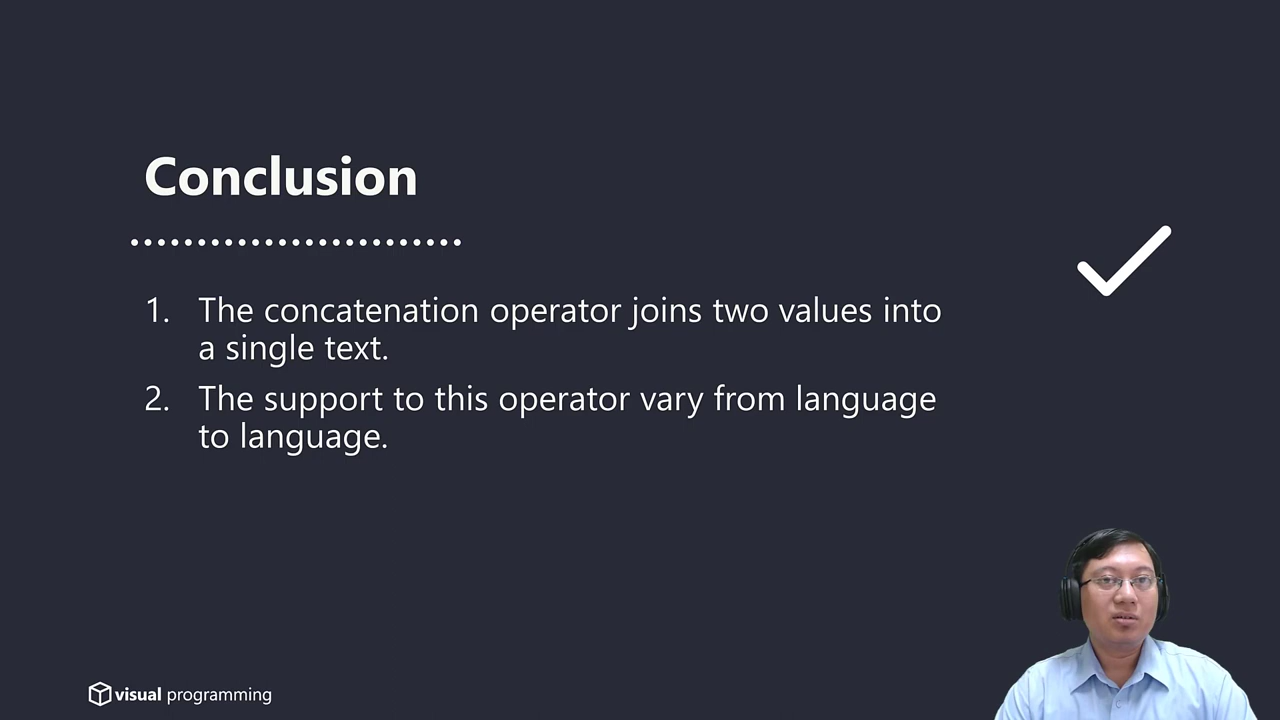 Conclusion
1. The concatenation operator joins two values into
a single text.
2. The support to this operator vary from language
to language.
visual programming